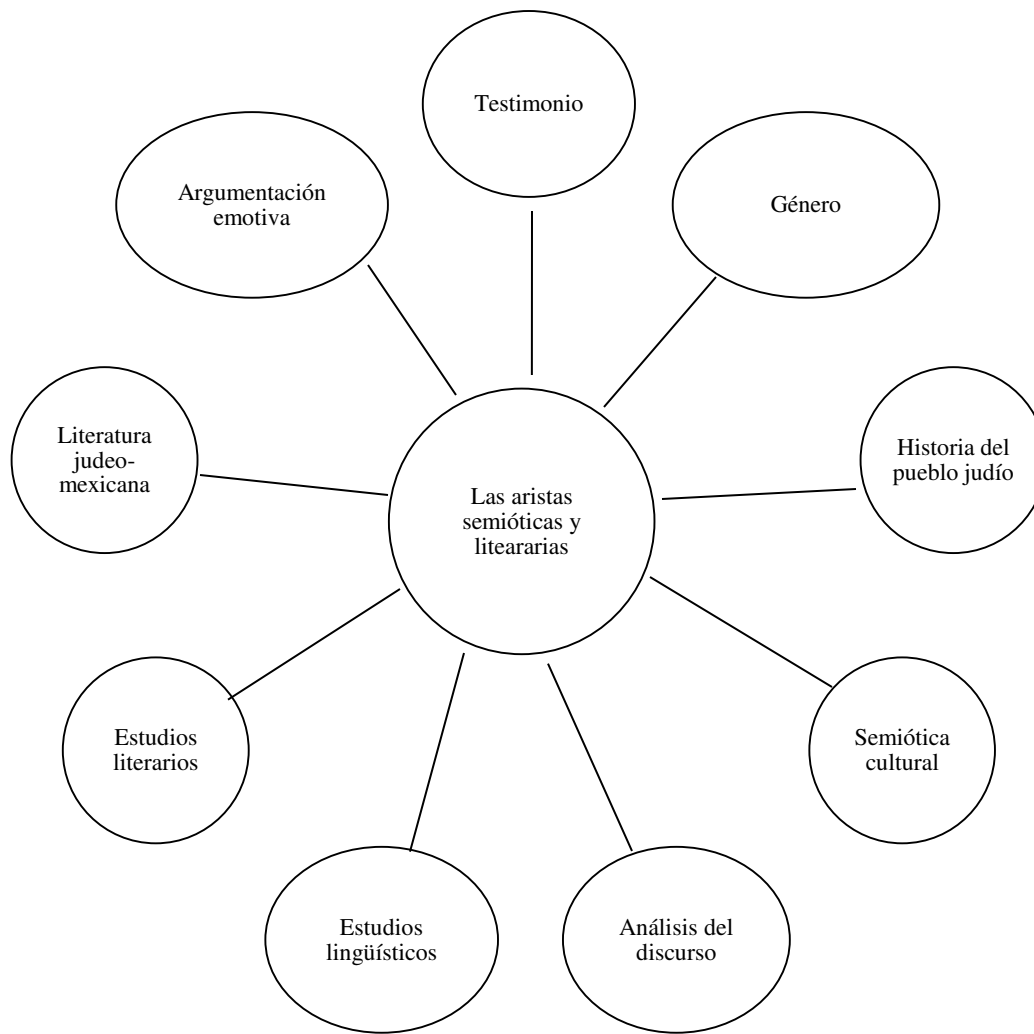 Testimonio
Argumentación
emotiva
Género
Literatura
judeo-
mexicana
Historia del
pueblo judío
Las aristas
semióticas y
liteararias
Estudios
literarios
Semiótica
cultural
Estudios
lingüísticos
Análisis del
discurso